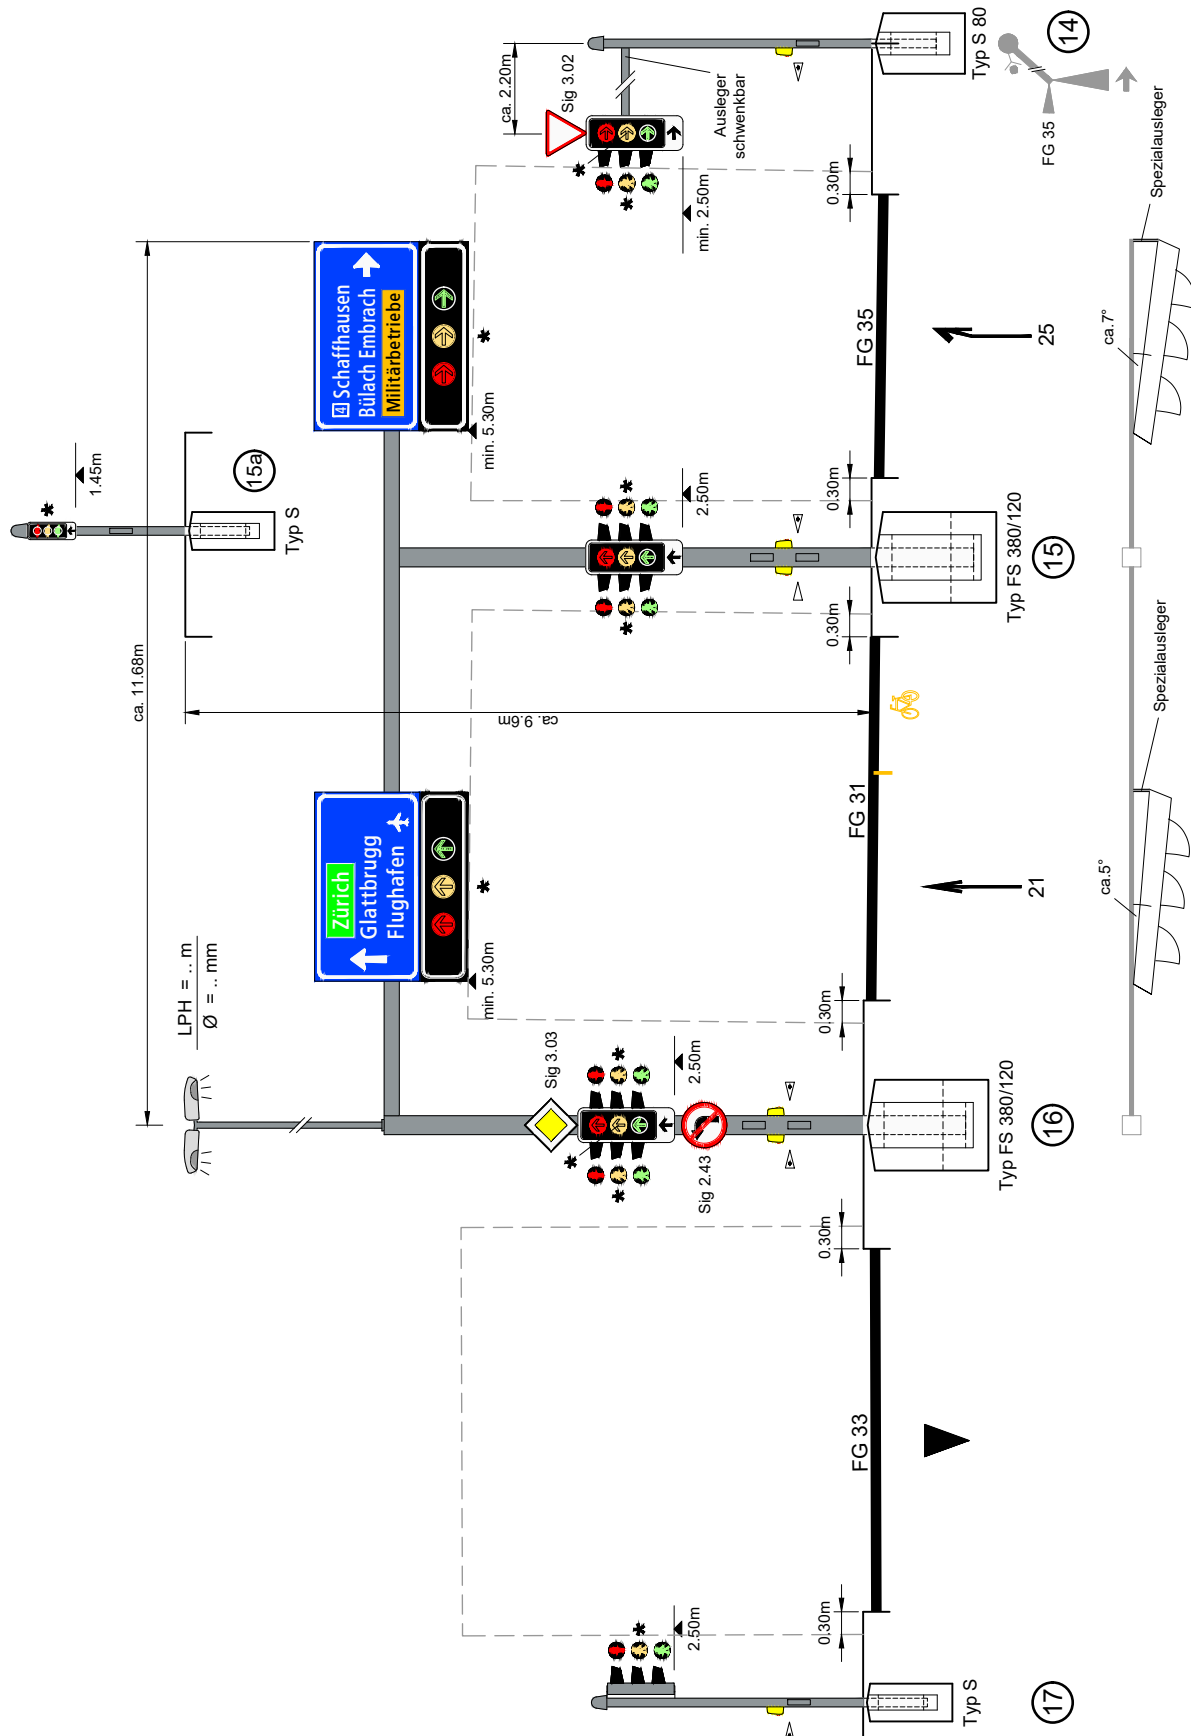 LPH = .. m
Ø = .. mm
ca. 11.68m
1.45m
15a
Typ S
Zürich
Glattbrugg
Flughafen
min. 5.30m
4 Schaffhausen
Bülach Embrach
Militärbetriebe
min. 5.30m
ca. 2.20m
Sig 3.02
Ausleger
schwenkbar
min. 2.50m
Sig 3.03
2.50m
Sig 2.43
2.50m
2.50m
ca. 9.6m
0.30m
0.30m
0.30m
0.30m
0.30m
0.30m
FG 33
FG 31
FG 35
Typ S
17
Typ FS 380/120
16
21
Typ FS 380/120
15
25
Typ S 80
14
FG 35
ca.5°
Spezialausleger
ca.7°
Spezialausleger